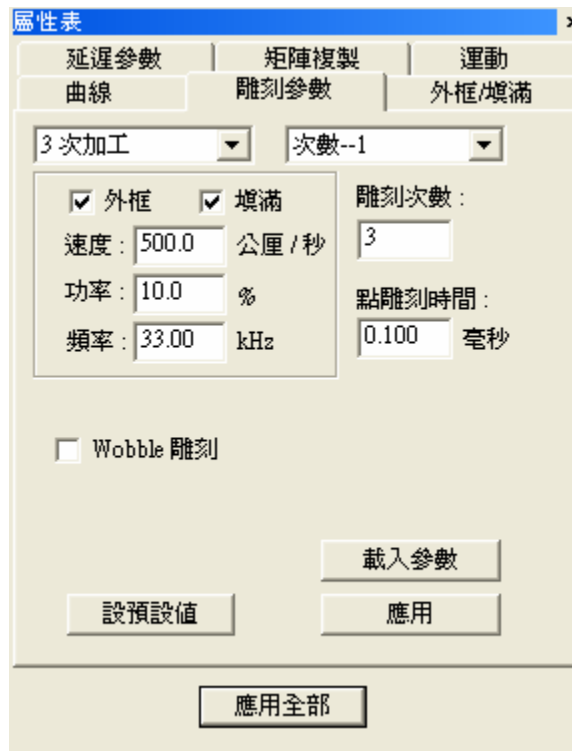 屬性表
延遲參數 矩陣複製 運動
曲線 雕刻參數 外框/填滿
3 次加工 次數--1
外框 填滿 雕刻次數 :
速度 : 500.0 公厘 / 秒 3
功率 : 10.0 % 點雕刻時間 :
頻率 : 33.00 kHz 0.100 毫秒
Wobble 雕刻
載入參數
設預設值 應用
應用全部